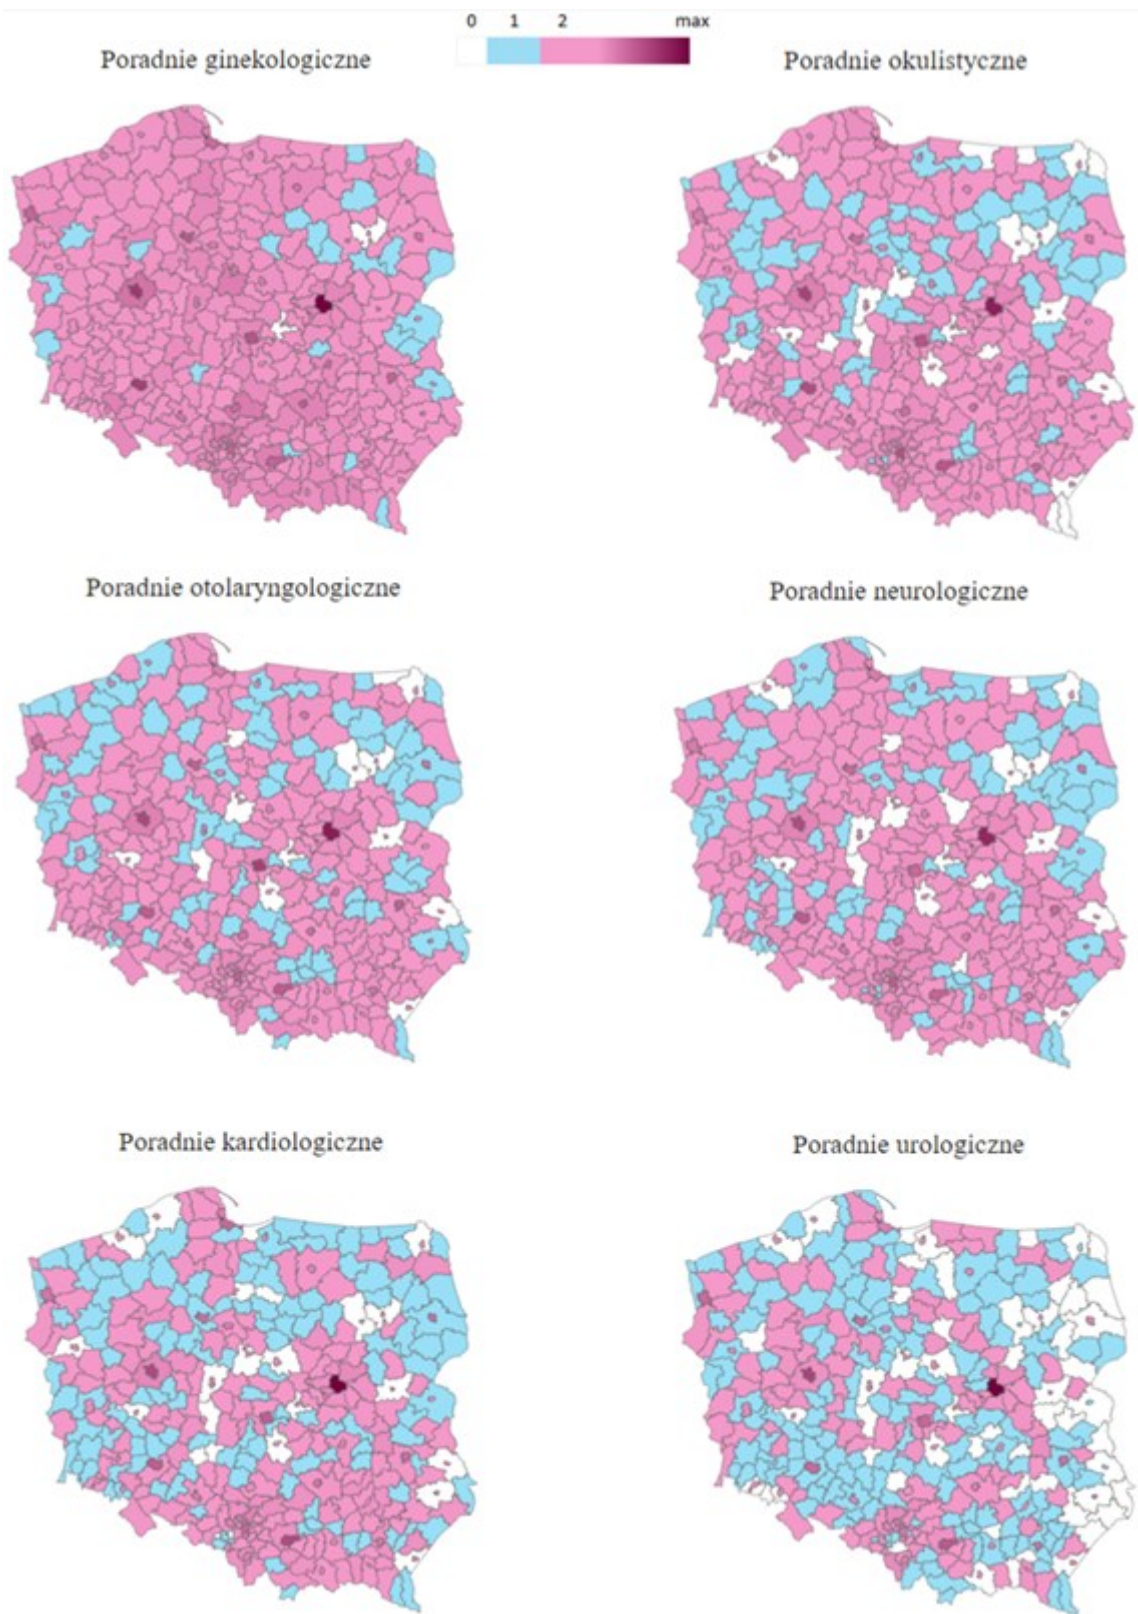 0 1 2 max
Poradnie ginekologiczne
Poradnie okulistyczne
Poradnie otolaryngologiczne
Poradnie neurologiczne
Poradnie kardiologiczne
Poradnie urologiczne